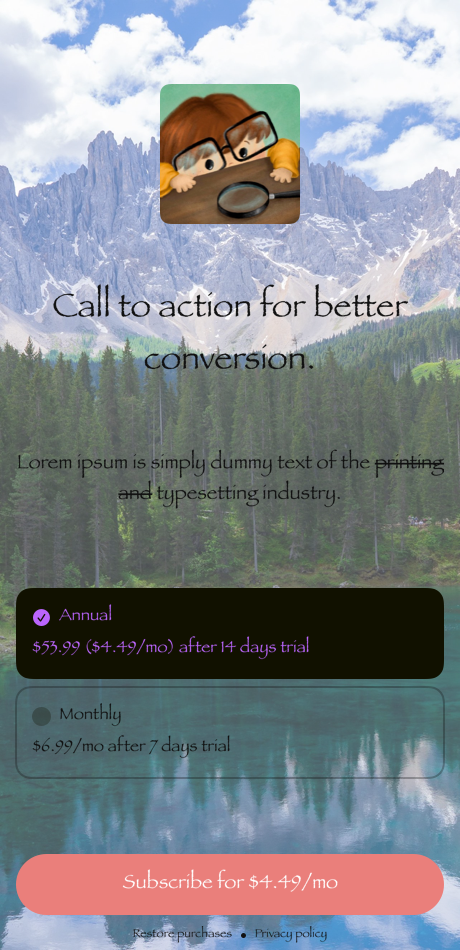 Call to action for better
conversion.
Lorem ipsum is simply dummy text of the printing
and typesetting industry.
Annual
$53.99 ($4.49/mo) after 14 days trial
Monthly
$6.99/mo after 7 days trial
Subscribe for $4.49/mo
Restore purchases • Privacy policy